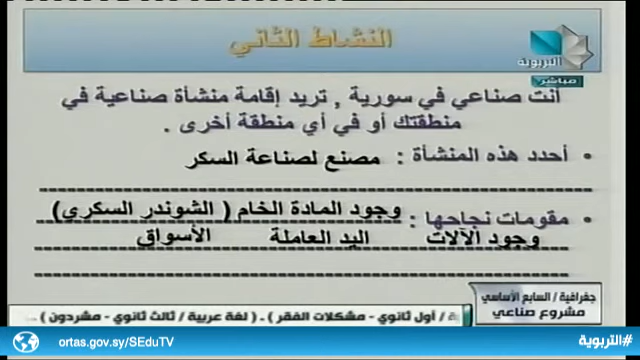 النشاط الثاني
التربوية
مباشر
أنت صناعي في سورية , تريد إقامة منشأة صناعية في
منطقتك أو في أي منطقة أخرى .
• أحدد هذه المنشأة : مصنع لصناعة السكر
• مقومات نجاحها : وجود المادة الخام ( الشوندر السكري)
وجود الآلات اليد العاملة الأسواق
جغرافية / السابع الأساسي
مشروع صناعي
/ أول ثانوي - مشكلات الفقر ) .. ( لغة عربية / ثالث ثانوي - مشردون ) ...
ortas.gov.sy/SEduTV
#التربوية